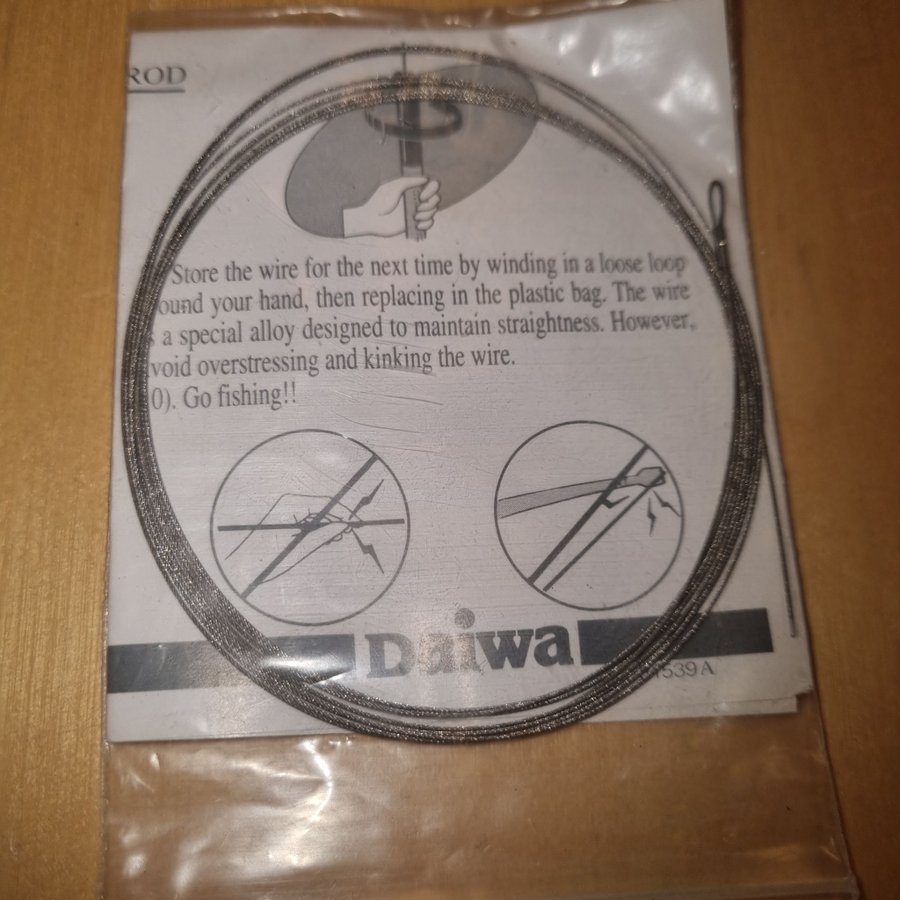 ROD
Store the wire for the next time by winding in a loose loop
ound your hand, then replacing in the plastic bag. The wire
a special alloy designed to maintain straightness. However,
void overstressing and kinking the wire.
0). Go fishing!!
Daiwa
539A